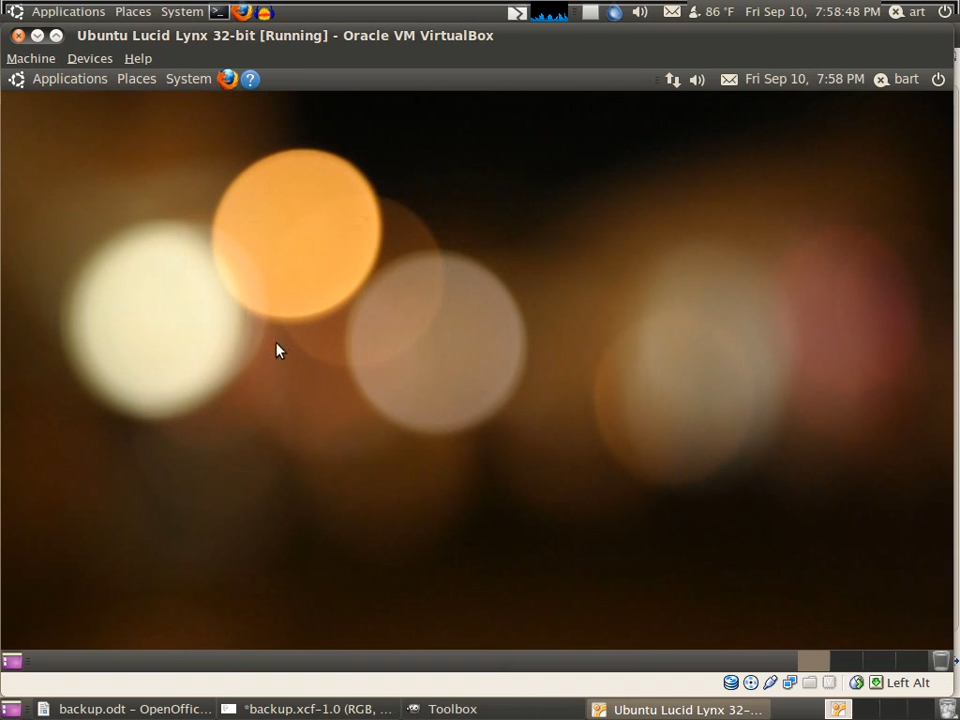 Applications Places System 86 °F Fri Sep 10, 7:58:48 PM art
Ubuntu Lucid Lynx 32-bit [Running] - Oracle VM VirtualBox
Machine Devices Help
Applications Places System ? Fri Sep 10, 7:58 PM bart
Left Alt
backup.odt – OpenOffic... *backup.xcf-1.0 (RGB, ... Toolbox Ubuntu Lucid Lynx 32-...